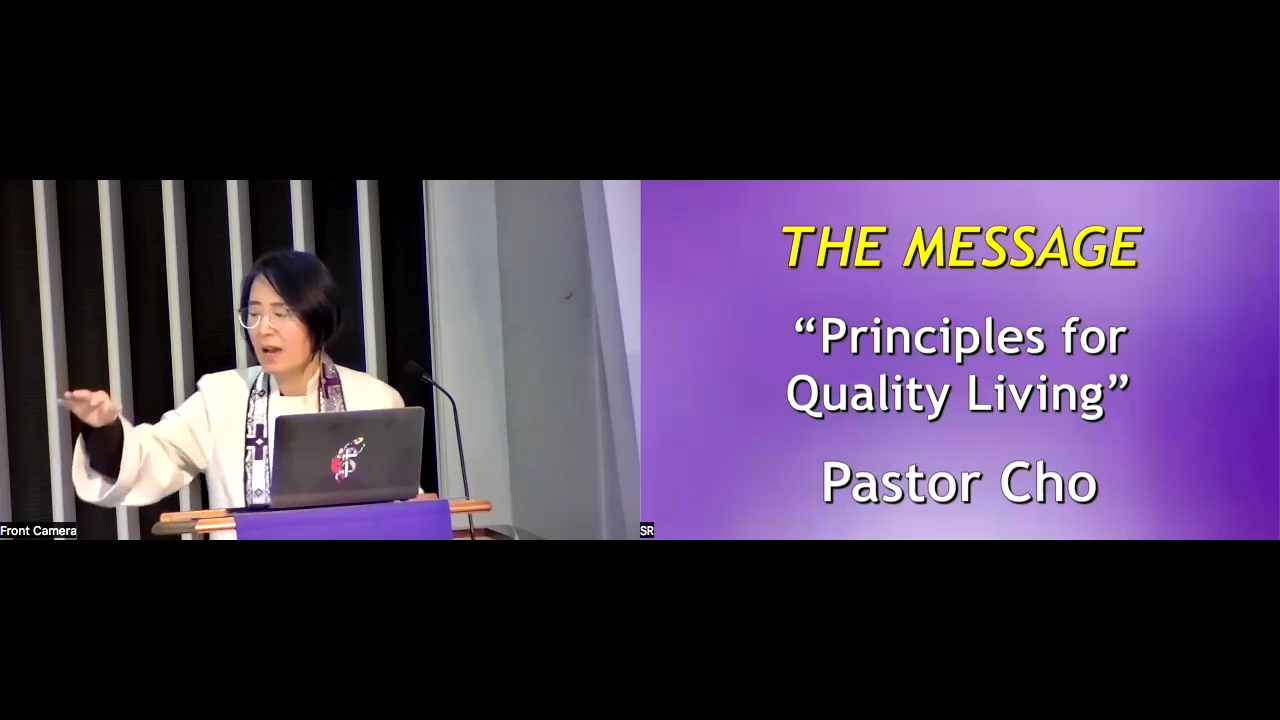 THE MESSAGE
“Principles for
Quality Living”
Pastor Cho
Front Camera
SR